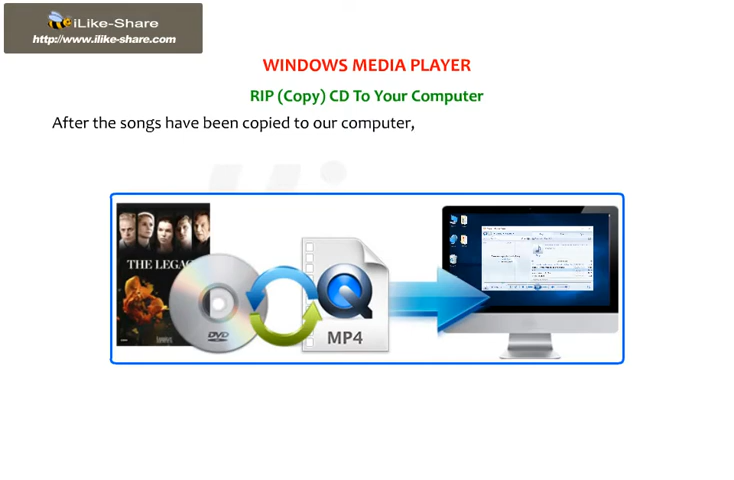 iLike-Share
http://www.ilike-share.com
WINDOWS MEDIA PLAYER
RIP (Copy) CD To Your Computer
After the songs have been copied to our computer,
THE LEGAC
DVD
MP4